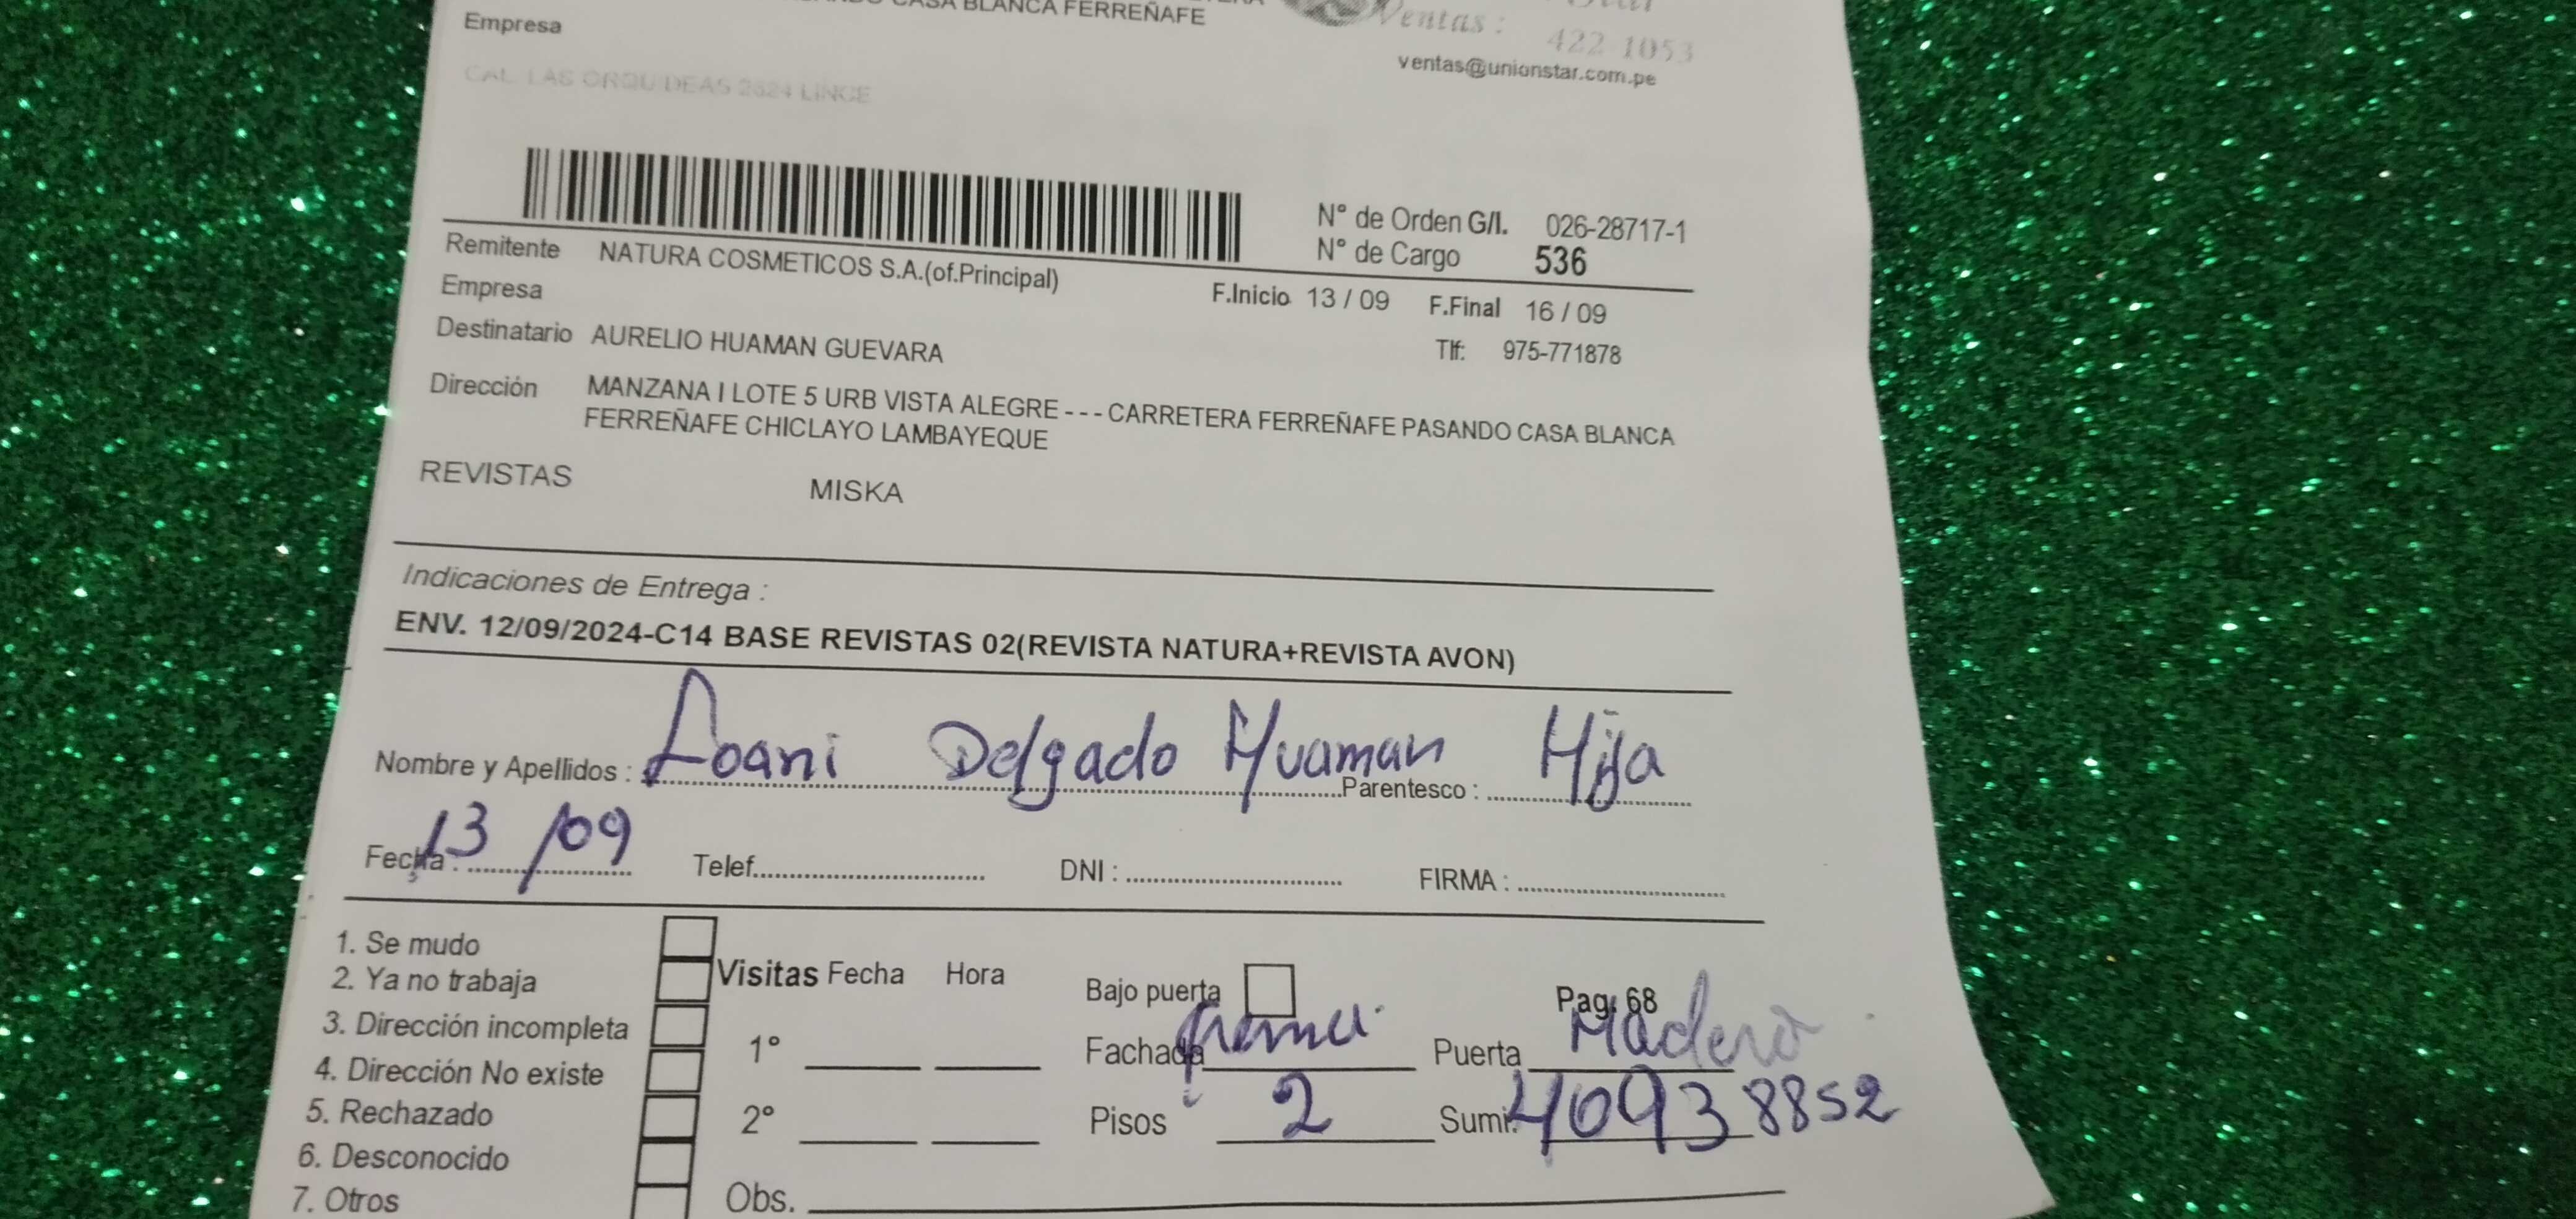 CASA BLANCA FERREÑAFE
Empresa
Ventas : 422 1053
ventas@unionstar.com.pe
CAL. LAS ORQUIDEAS 2624 LINCE
N° de Orden G/I. 026-28717-1
N° de Cargo 536
Remitente NATURA COSMETICOS S.A.(of.Principal)
Empresa
F.Inicio 13 / 09 F.Final 16 / 09
Destinatario AURELIO HUAMAN GUEVARA
Tlf: 975-771878
Dirección MANZANA I LOTE 5 URB VISTA ALEGRE - - - CARRETERA FERREÑAFE PASANDO CASA BLANCA
FERREÑAFE CHICLAYO LAMBAYEQUE
REVISTAS MISKA
Indicaciones de Entrega :
ENV. 12/09/2024-C14 BASE REVISTAS 02(REVISTA NATURA+REVISTA AVON)
Nombre y Apellidos : Loani Delgado Huaman Parentesco : Hija
Fecha : 13 /09 Telef. DNI : FIRMA :
1. Se mudo
2. Ya no trabaja
3. Dirección incompleta
4. Dirección No existe
5. Rechazado
6. Desconocido
7. Otros
Visitas Fecha Hora
1°
2°
Obs.
Bajo puerta
Pag. 68
Fachada Crema Puerta Madera
Pisos 2 Sumi. 40938852